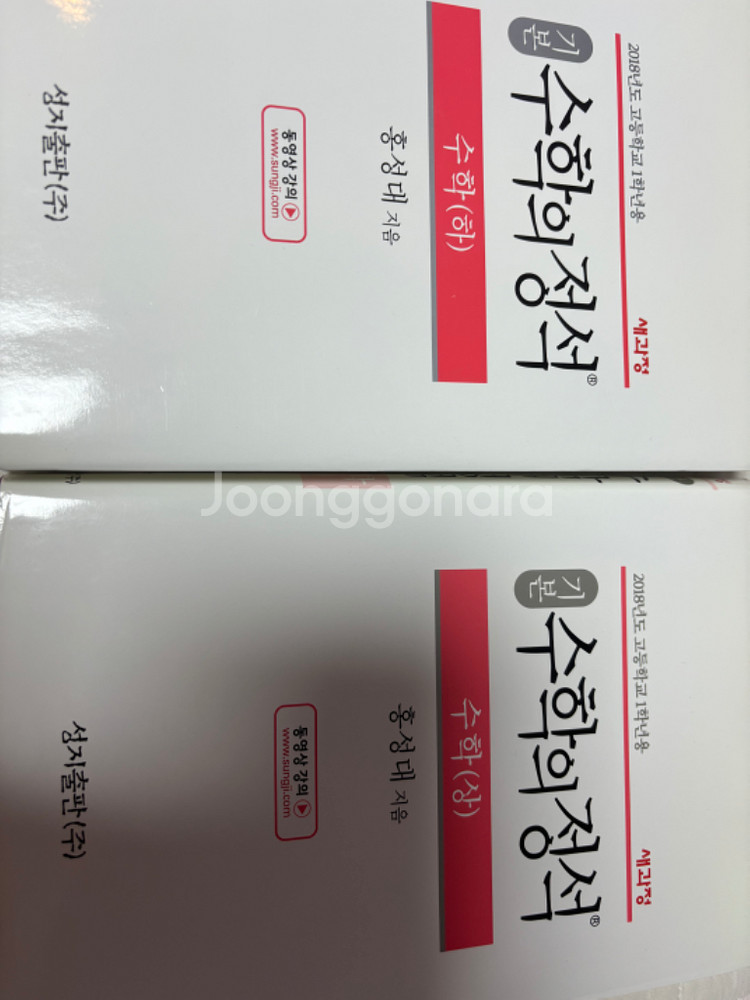 2018년도 고등학교 1학년용
새과정
기본
수학의 정석®
수학(하)
홍성대 지음
동영상 강의
www.sungji.com
성지출판(주)
Joonggonara
2018년도 고등학교 1학년용
새과정
기본
수학의 정석®
수학(상)
홍성대 지음
동영상 강의
www.sungji.com
성지출판(주)